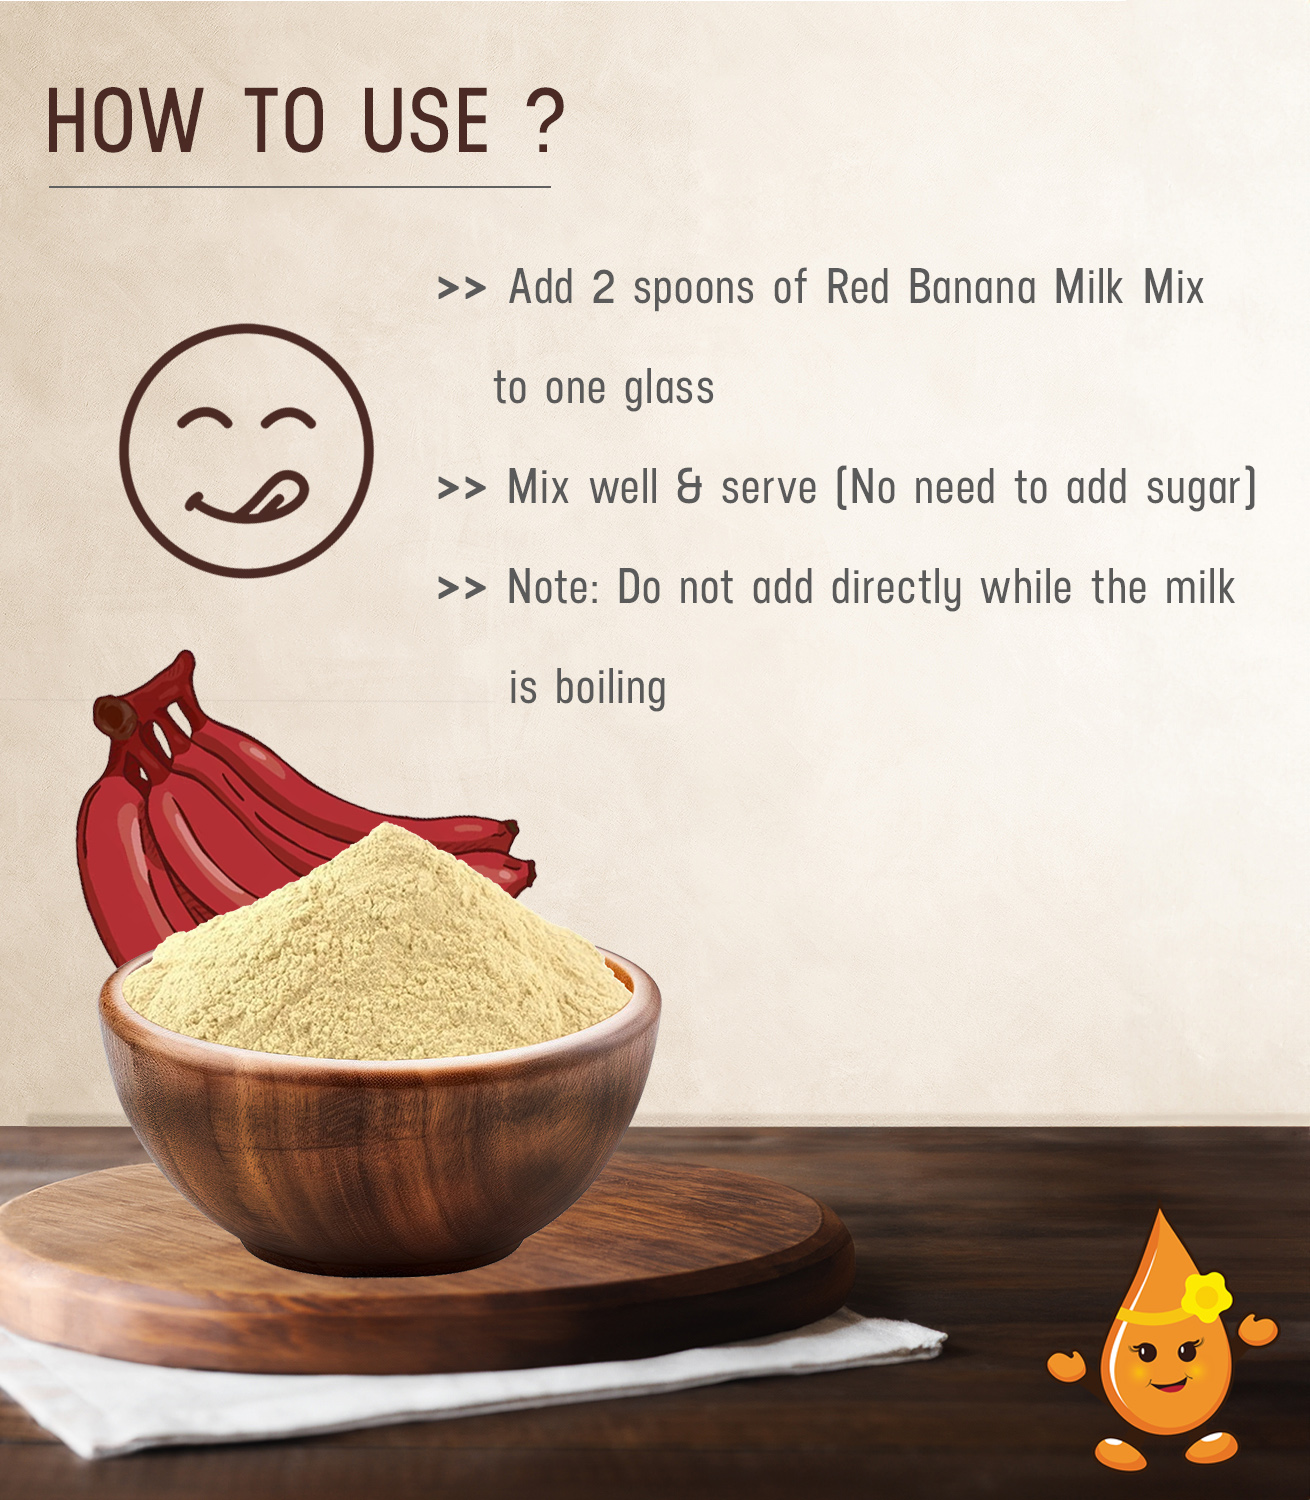 HOW TO USE ?
>> Add 2 spoons of Red Banana Milk Mix
to one glass
>> Mix well & serve (No need to add sugar)
>> Note: Do not add directly while the milk
is boiling